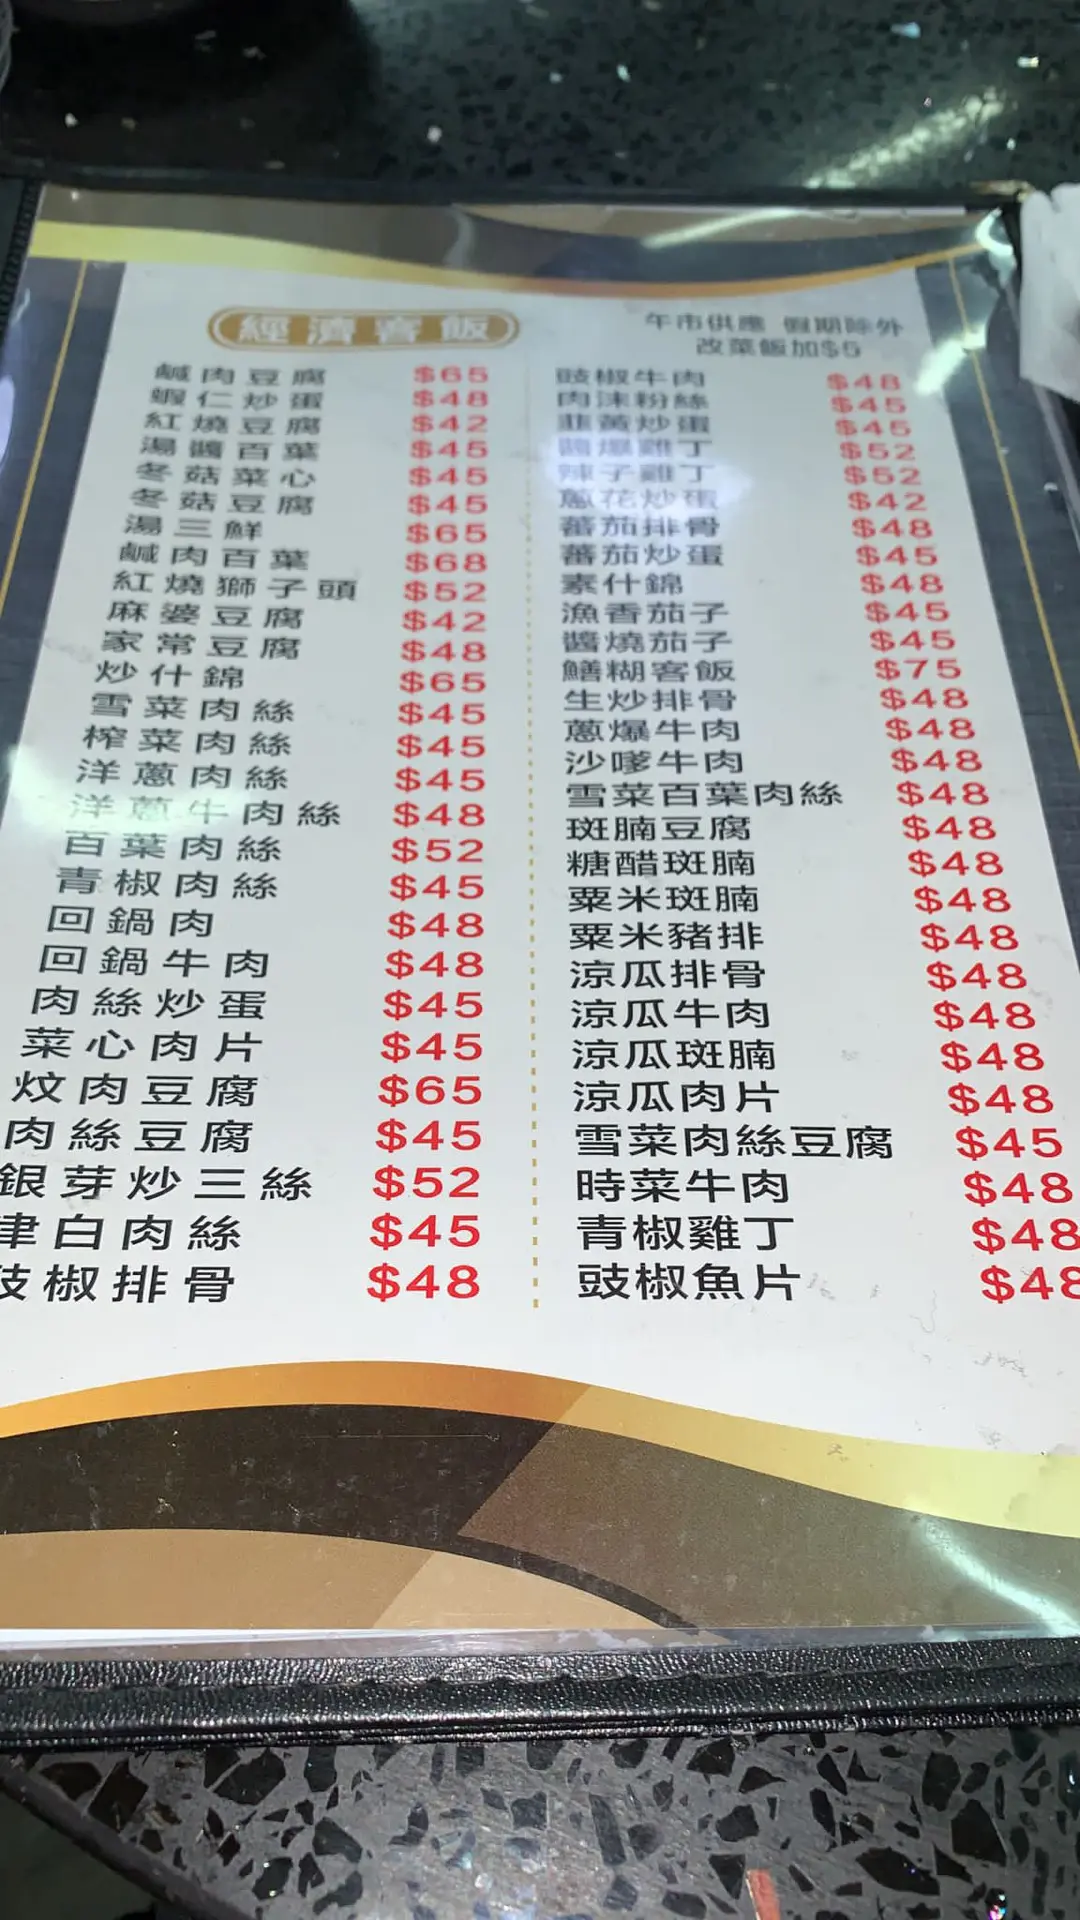 經濟客飯
鹹肉豆腐 $65
蝦仁炒蛋 $48
紅燒豆腐 $42
湯醬百葉 $45
冬菇菜心 $45
冬菇豆腐 $45
湯三鮮 $65
鹹肉百葉 $68
紅燒獅子頭 $52
麻婆豆腐 $42
家常豆腐 $48
炒什錦 $65
雪菜肉絲 $45
榨菜肉絲 $45
洋蔥肉絲 $45
洋蔥牛肉絲 $48
百葉肉絲 $52
青椒肉絲 $45
回鍋肉 $48
回鍋牛肉 $48
肉絲炒蛋 $45
菜心肉片 $45
炆肉豆腐 $65
肉絲豆腐 $45
銀芽炒三絲 $52
白肉絲 $45
椒排骨 $48
午市供應 假期除外
改菜飯加$5
豉椒牛肉 $48
肉沫粉絲 $45
韮黃炒蛋 $45
醬爆雞丁 $52
辣子雞丁 $52
蔥花炒蛋 $42
蕃茄排骨 $48
蕃茄炒蛋 $45
素什錦 $48
漁香茄子 $45
醬燒茄子 $45
鱔糊客飯 $75
生炒排骨 $48
蔥爆牛肉 $48
沙嗲牛肉 $48
雪菜百葉肉絲 $48
斑腩豆腐 $48
糖醋斑腩 $48
粟米斑腩 $48
粟米豬排 $48
涼瓜排骨 $48
涼瓜牛肉 $48
涼瓜斑腩 $48
涼瓜肉片 $48
雪菜肉絲豆腐 $45
時菜牛肉 $48
青椒雞丁 $48
豉椒魚片 $48